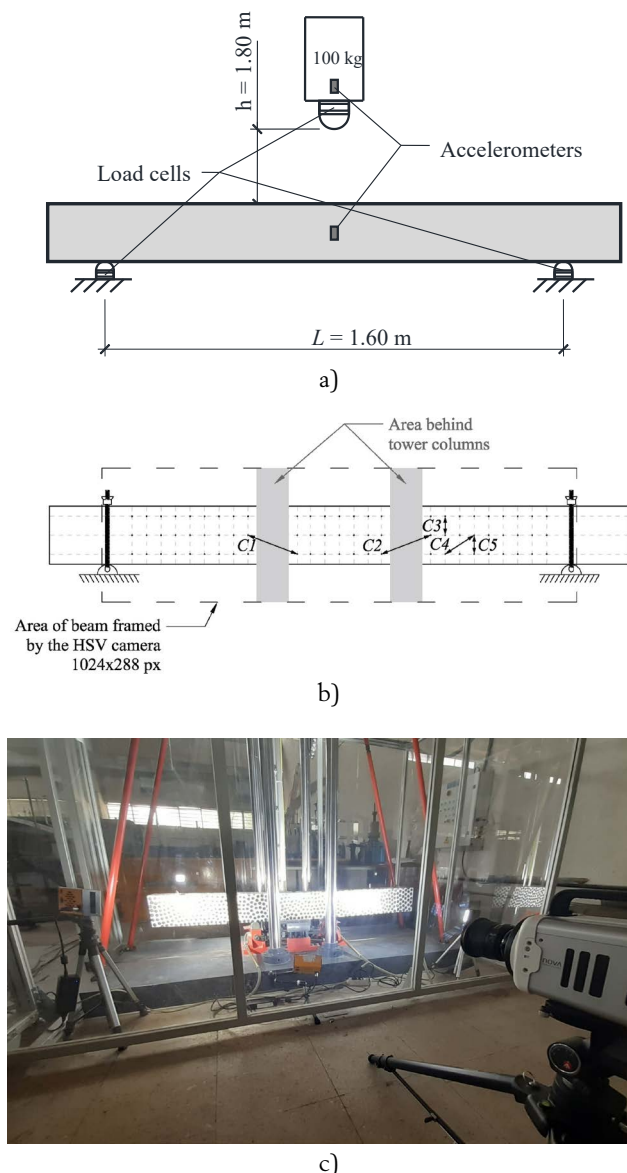 100 kg
h = 1.80 m
Accelerometers
Load cells
L = 1.60 m
a)
Area behind
tower columns
C3
C1
C2
C4
C5
Area of beam framed
by the HSV camera
1024x288 px
b)
NOVA
c)